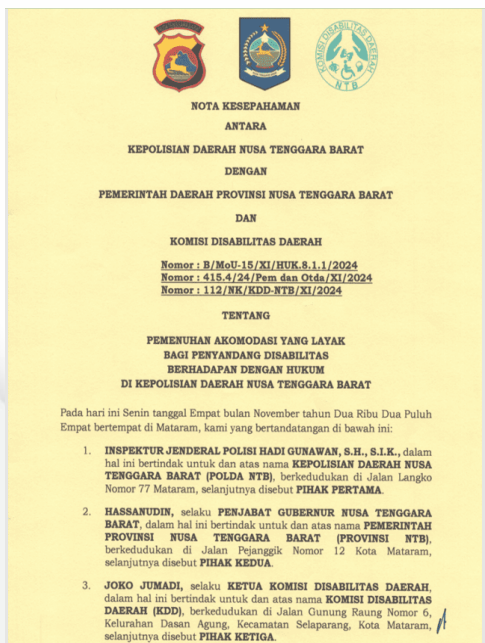 KOMISI DISABILITAS DAERAH
NTB
NOTA KESEPAHAMAN
ANTARA
KEPOLISIAN DAERAH NUSA TENGGARA BARAT
DENGAN
PEMERINTAH DAERAH PROVINSI NUSA TENGGARA BARAT
DAN
KOMISI DISABILITAS DAERAH
Nomor : B/MoU-15/XI/HUK.8.1.1/2024
Nomor : 415.4/24/Pem dan Otda/XI/2024
Nomor : 112/NK/KDD-NTB/XI/2024
TENTANG
PEMENUHAN AKOMODASI YANG LAYAK
BAGI PENYANDANG DISABILITAS
BERHADAPAN DENGAN HUKUM
DI KEPOLISIAN DAERAH NUSA TENGGARA BARAT
Pada hari ini Senin tanggal Empat bulan November tahun Dua Ribu Dua Puluh
Empat bertempat di Mataram, kami yang bertandatangan di bawah ini:
1. INSPEKTUR JENDERAL POLISI HADI GUNAWAN, S.H., S.I.K., dalam
hal ini bertindak untuk dan atas nama KEPOLISIAN DAERAH NUSA
TENGGARA BARAT (POLDA NTB), berkedudukan di Jalan Langko
Nomor 77 Mataram, selanjutnya disebut PIHAK PERTAMA.
2. HASSANUDIN, selaku PENJABAT GUBERNUR NUSA TENGGARA
BARAT, dalam hal ini bertindak untuk dan atas nama PEMERINTAH
PROVINSI NUSA TENGGARA BARAT (PROVINSI NTB),
berkedudukan di Jalan Pejanggik Nomor 12 Kota Mataram,
selanjutnya disebut PIHAK KEDUA.
3. JOKO JUMADI, selaku KETUA KOMISI DISABILITAS DAERAH,
dalam hal ini bertindak untuk dan atas nama KOMISI DISABILITAS
DAERAH (KDD), berkedudukan di Jalan Gunung Raung Nomor 6,
Kelurahan Dasan Agung, Kecamatan Selaparang, Kota Mataram,
selanjutnya disebut PIHAK KETIGA.